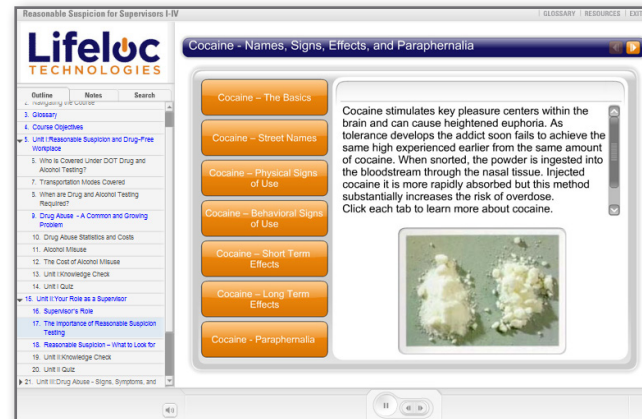 Reasonable Suspicion for Supervisors I-IV
| GLOSSARY | RESOURCES | EXIT
Lifeloc
TECHNOLOGIES
Cocaine - Names, Signs, Effects, and Paraphernalia
Outline Notes Search
2. Navigating the Course
3. Glossary
4. Course Objectives
5. Unit I:Reasonable Suspicion and Drug-Free
Workplace
Who Is Covered Under DOT Drug and
Alcohol Testing?
7. Transportation Modes Covered
When are Drug and Alcohol Testing
Required?
9. Drug Abuse - A Common and Growing
Problem
10. Drug Abuse Statistics and Costs
11. Alcohol Misuse
12. The Cost of Alcohol Misuse
13. Unit I:Knowledge Check
14. Unit I Quiz
15. Unit II:Your Role as a Supervisor
16. Supervisor's Role
17. The Importance of Reasonable Suspicion
Testing
18. Reasonable Suspicion – What to Look for
19. Unit II:Knowledge Check
20. Unit II Quiz
21. Unit III:Drug Abuse - Signs, Symptoms, and
Cocaine – The Basics
Cocaine – Street Names
Cocaine – Physical Signs
of Use
Cocaine – Behavioral Signs
of Use
Cocaine – Short Term
Effects
Cocaine – Long Term
Effects
Cocaine - Paraphernalia
Cocaine stimulates key pleasure centers within the
brain and can cause heightened euphoria. As
tolerance develops the addict soon fails to achieve the
same high experienced earlier from the same amount
of cocaine. When snorted, the powder is ingested into
the bloodstream through the nasal tissue. Injected
cocaine it is more rapidly absorbed but this method
substantially increases the risk of overdose.
Click each tab to learn more about cocaine.